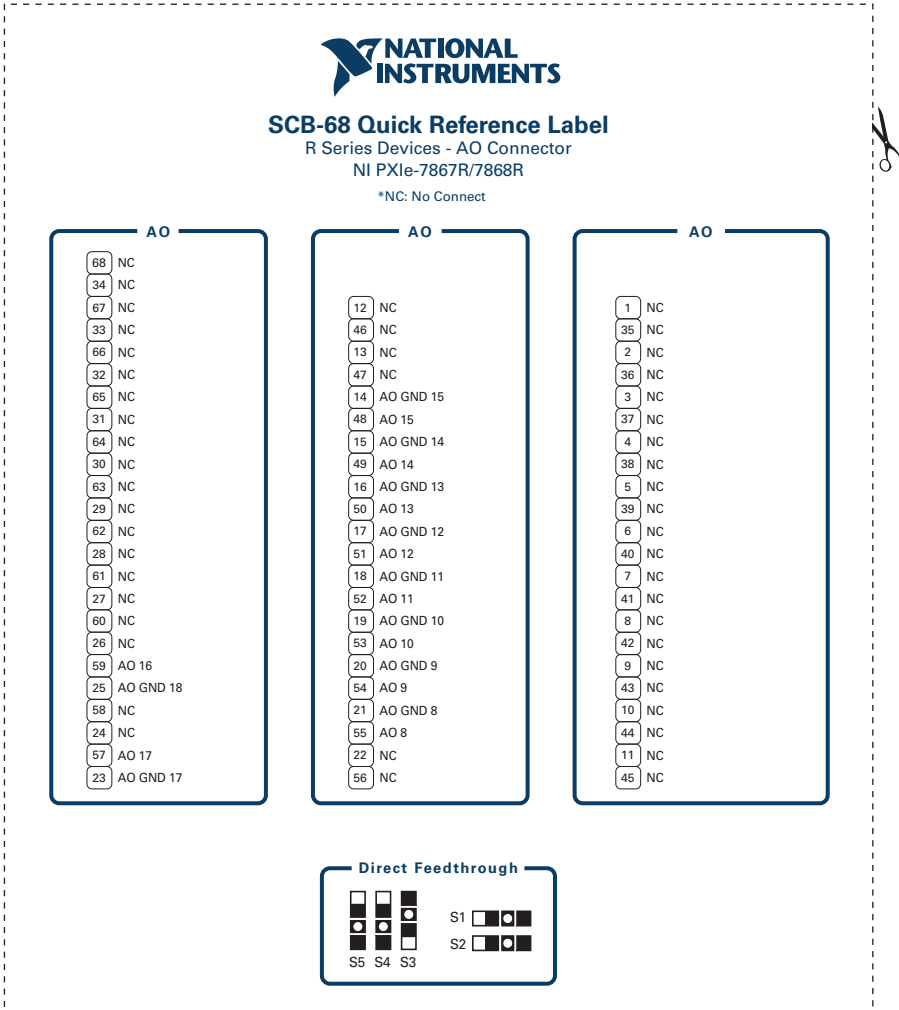 NATIONAL
INSTRUMENTS
SCB-68 Quick Reference Label
R Series Devices - AO Connector
NI PXIe-7867R/7868R
*NC: No Connect
AO
68 NC
34 NC
67 NC
33 NC
66 NC
32 NC
65 NC
31 NC
64 NC
30 NC
63 NC
29 NC
62 NC
28 NC
61 NC
27 NC
60 NC
26 NC
59 AO 16
25 AO GND 18
58 NC
24 NC
57 AO 17
23 AO GND 17
AO
12 NC
46 NC
13 NC
47 NC
14 AO GND 15
48 AO 15
15 AO GND 14
49 AO 14
16 AO GND 13
50 AO 13
17 AO GND 12
51 AO 12
18 AO GND 11
52 AO 11
19 AO GND 10
53 AO 10
20 AO GND 9
54 AO 9
21 AO GND 8
55 AO 8
22 NC
56 NC
AO
1 NC
35 NC
2 NC
36 NC
3 NC
37 NC
4 NC
38 NC
5 NC
39 NC
6 NC
40 NC
7 NC
41 NC
8 NC
42 NC
9 NC
43 NC
10 NC
44 NC
11 NC
45 NC
Direct Feedthrough
S1
S2
S5 S4 S3